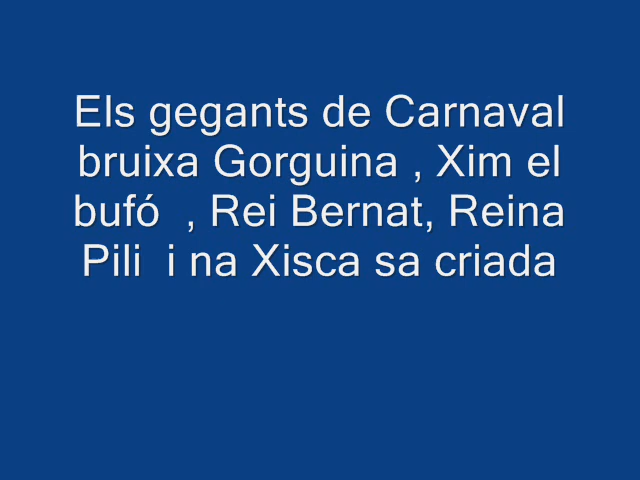 Els gegants de Carnaval
bruixa Gorguina , Xim el
bufó  , Rei Bernat, Reina
Pili  i na Xisca sa criada